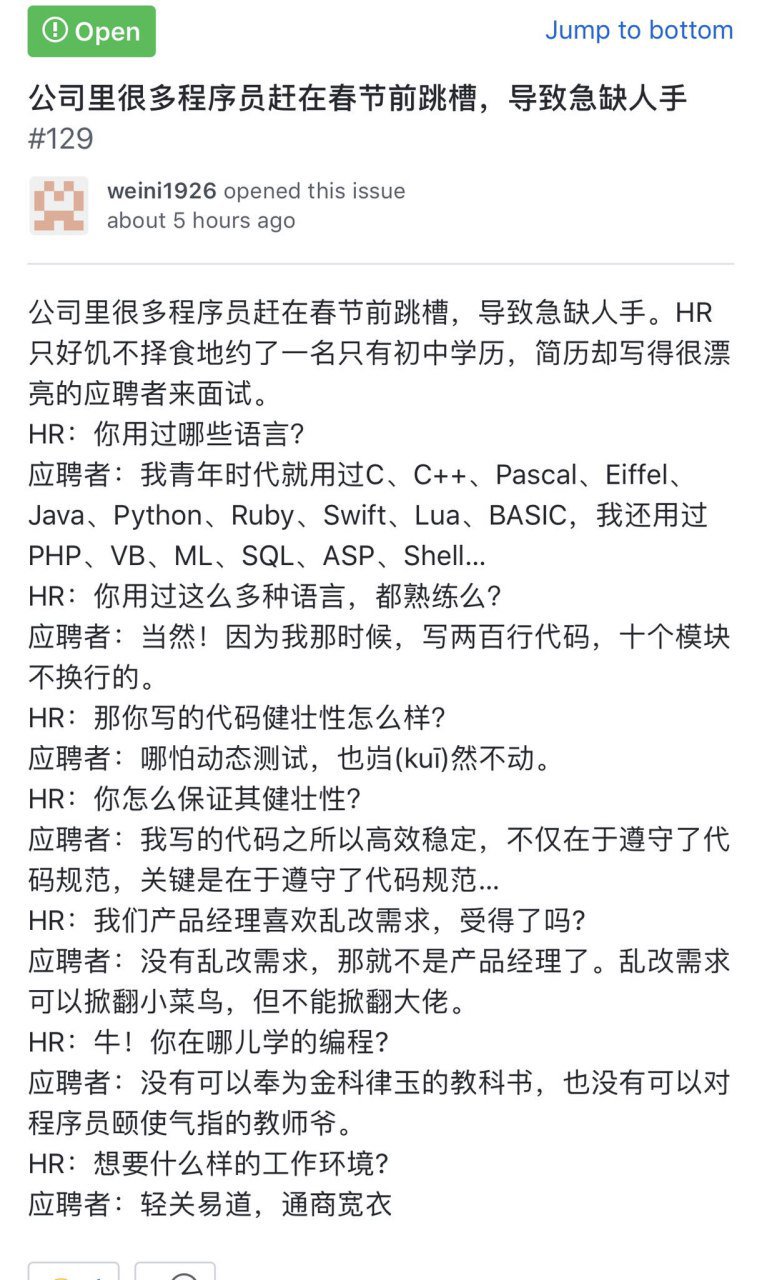 Open
Jump to bottom
公司里很多程序员赶在春节前跳槽，导致急缺人手
#129
weini1926 opened this issue
about 5 hours ago
公司里很多程序员赶在春节前跳槽，导致急缺人手。HR
只好饥不择食地约了一名只有初中学历，简历却写得很漂
亮的应聘者来面试。
HR：你用过哪些语言？
应聘者：我青年时代就用过C、C++、Pascal、Eiffel、
Java、Python、Ruby、Swift、Lua、BASIC，我还用过
PHP、VB、ML、SQL、ASP、Shell...
HR：你用过这么多种语言，都熟练么？
应聘者：当然！因为我那时候，写两百行代码，十个模块
不换行的。
HR：那你写的代码健壮性怎么样？
应聘者：哪怕动态测试，也岿(kuī)然不动。
HR：你怎么保证其健壮性？
应聘者：我写的代码之所以高效稳定，不仅在于遵守了代
码规范，关键是在于遵守了代码规范...
HR：我们产品经理喜欢乱改需求，受得了吗？
应聘者：没有乱改需求，那就不是产品经理了。乱改需求
可以掀翻小菜鸟，但不能掀翻大佬。
HR：牛！你在哪儿学的编程？
应聘者：没有可以奉为金科律玉的教科书，也没有可以对
程序员颐使气指的教师爷。
HR：想要什么样的工作环境？
应聘者：轻关易道，通商宽衣